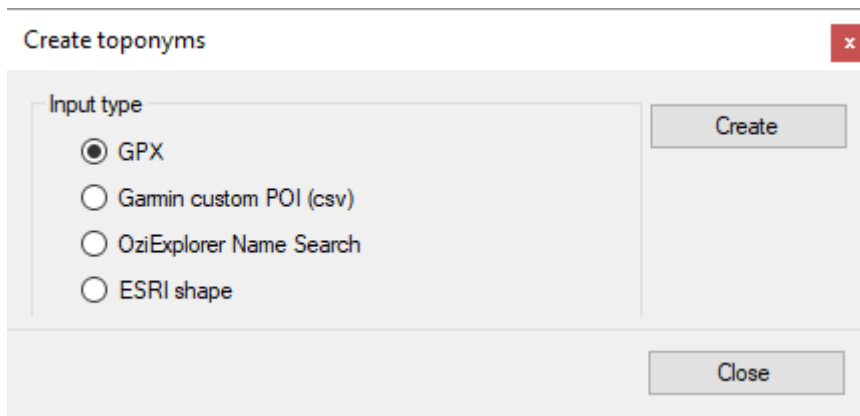 Create toponyms
x
Input type
Create
GPX
Garmin custom POI (csv)
OziExplorer Name Search
ESRI shape
Close